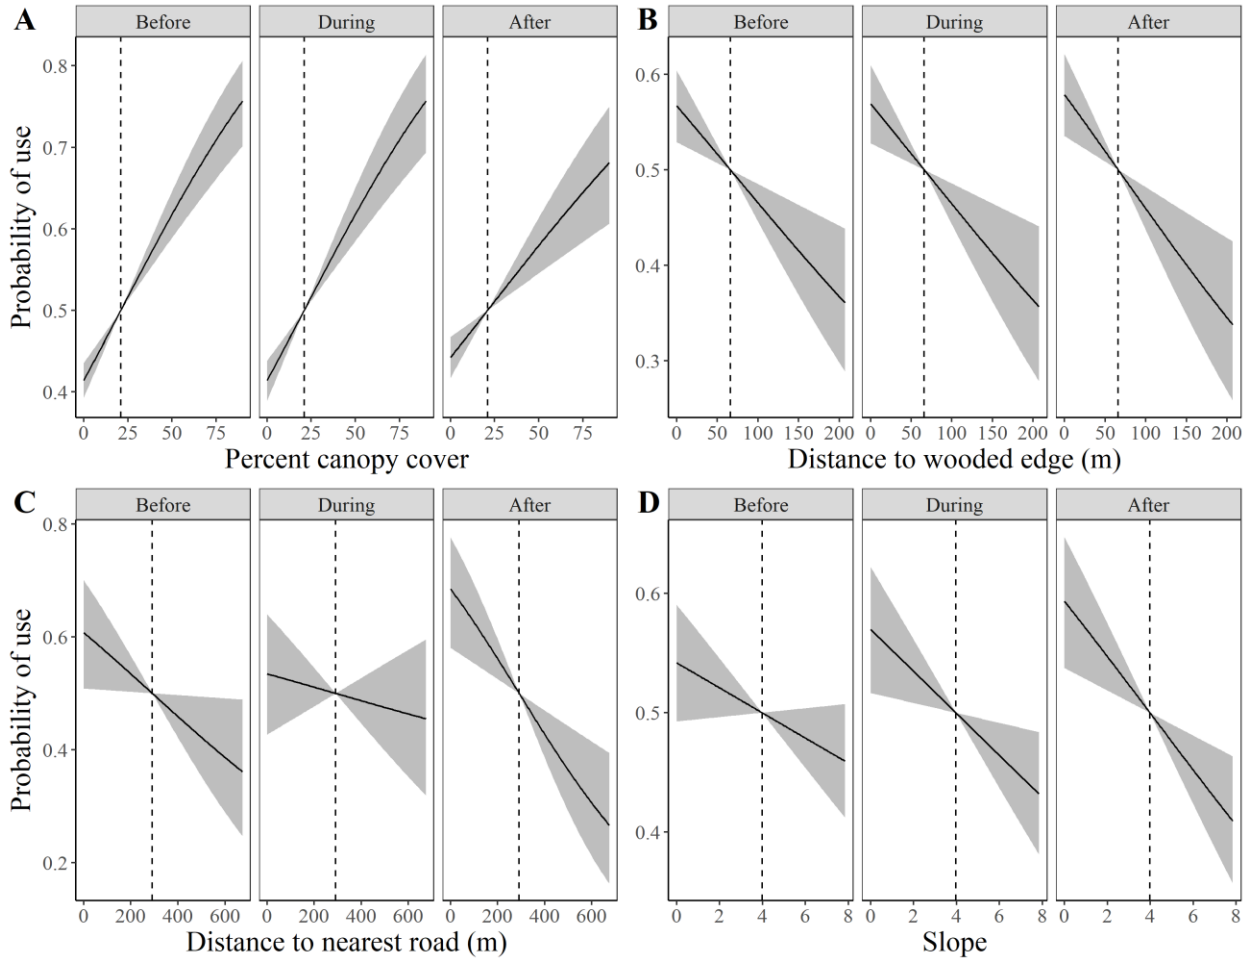 A
Before
During
After
Probability of use
0.8
0.7
0.6
0.5
0.4
0 25 50 75
0 25 50 75
0 25 50 75
Percent canopy cover
B
Before
During
After
0.6
0.5
0.4
0.3
0 50 100 150 200
0 50 100 150 200
0 50 100 150 200
Distance to wooded edge (m)
C
Before
During
After
Probability of use
0.8
0.6
0.4
0.2
0 200 400 600
0 200 400 600
0 200 400 600
Distance to nearest road (m)
D
Before
During
After
0.6
0.5
0.4
0 2 4 6 8
0 2 4 6 8
0 2 4 6 8
Slope